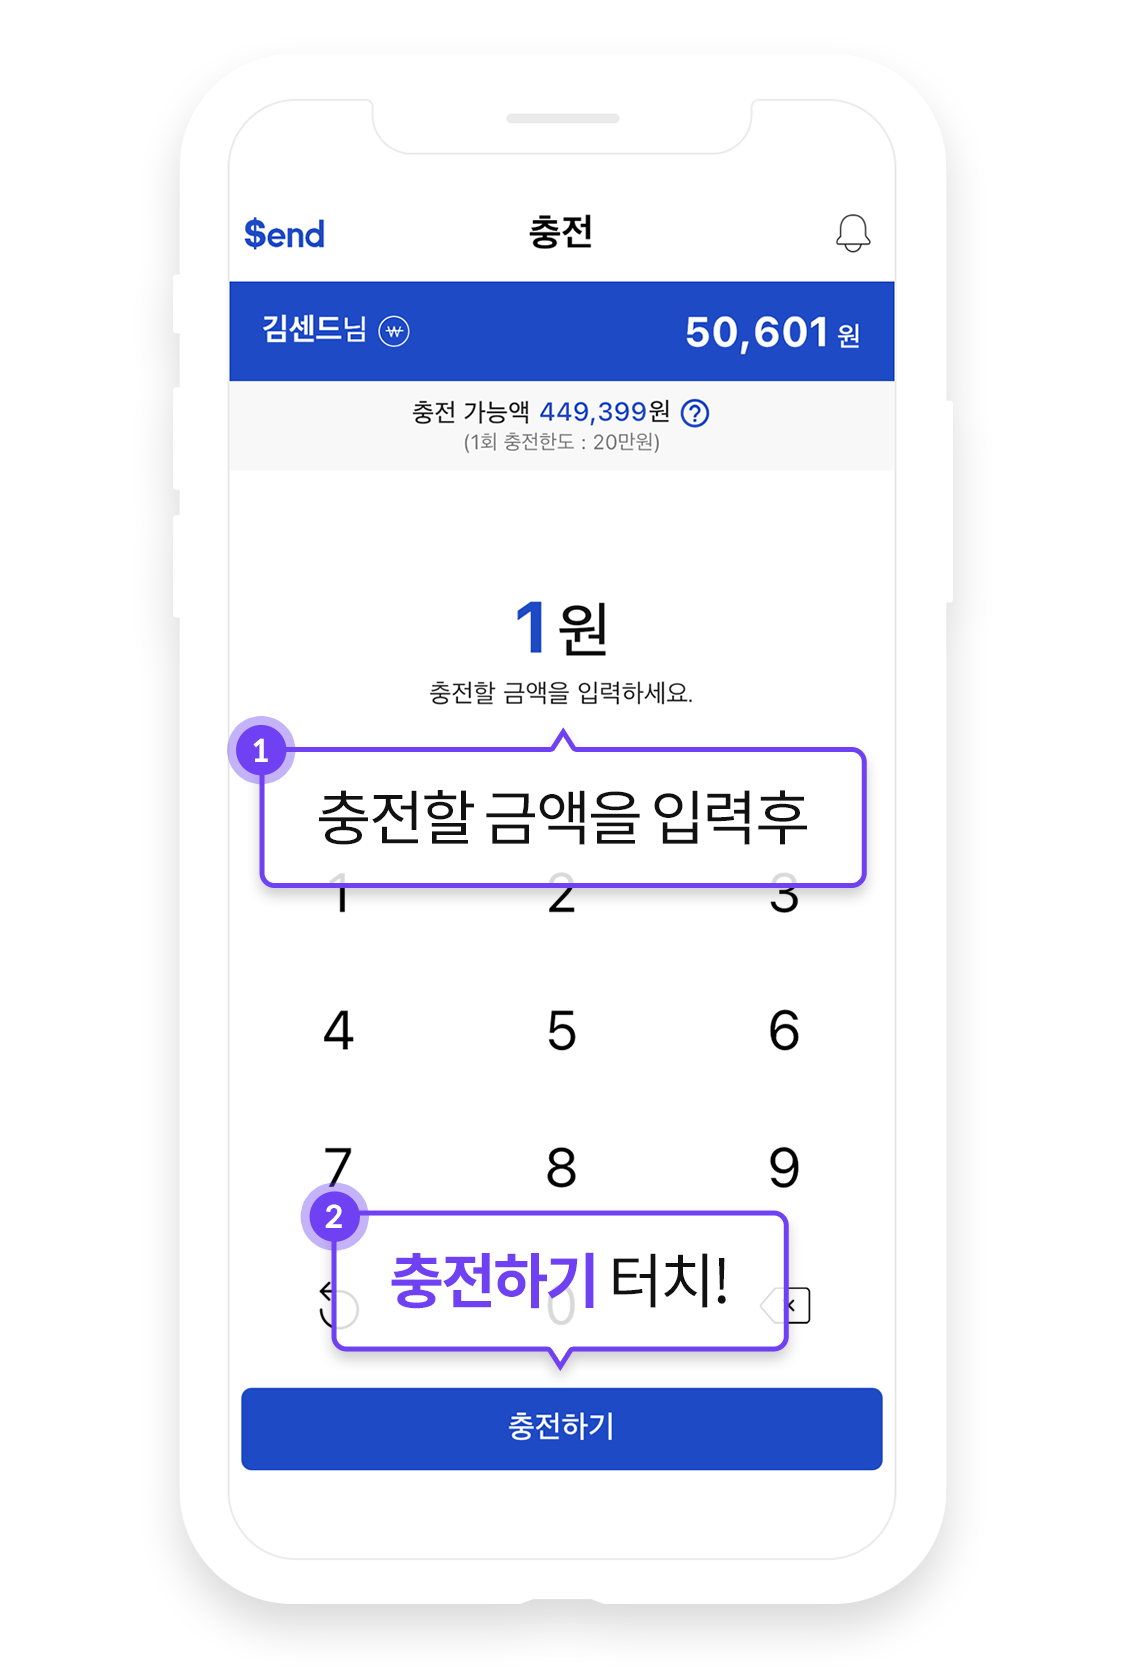 $end
충전
김센드님 ₩
50,601 원
충전 가능액 449,399원 ?
(1회 충전한도 : 20만원)
1 원
충전할 금액을 입력하세요.
1
충전할 금액을 입력후
1 2 3
4 5 6
7 8 9
2
충전하기 터치!
0
충전하기